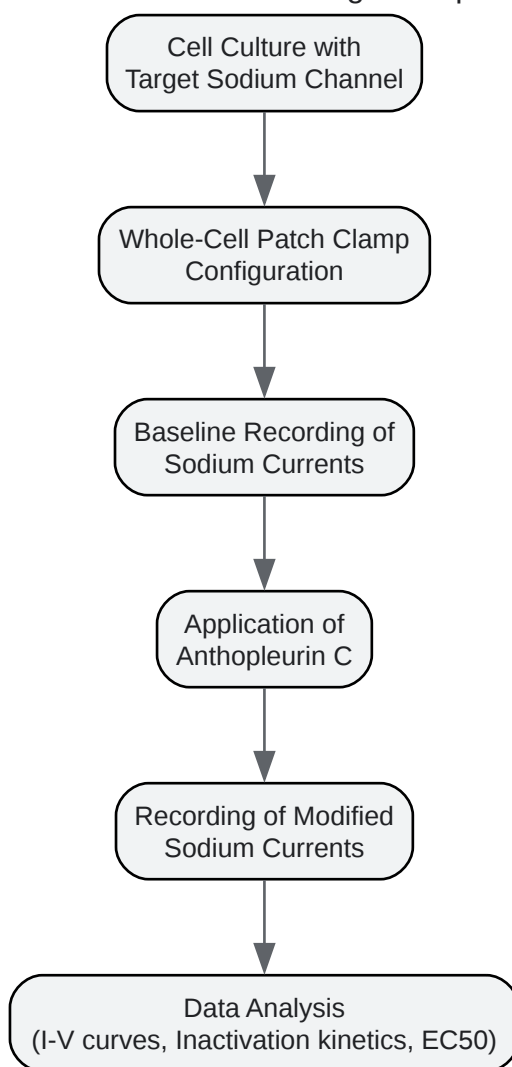 Cell Culture with
Target Sodium Channel
Whole-Cell Patch Clamp
Configuration
Baseline Recording of
Sodium Currents
Application of
Anthopleurin C
Recording of Modified
Sodium Currents
Data Analysis
(I-V curves, Inactivation kinetics, EC50)